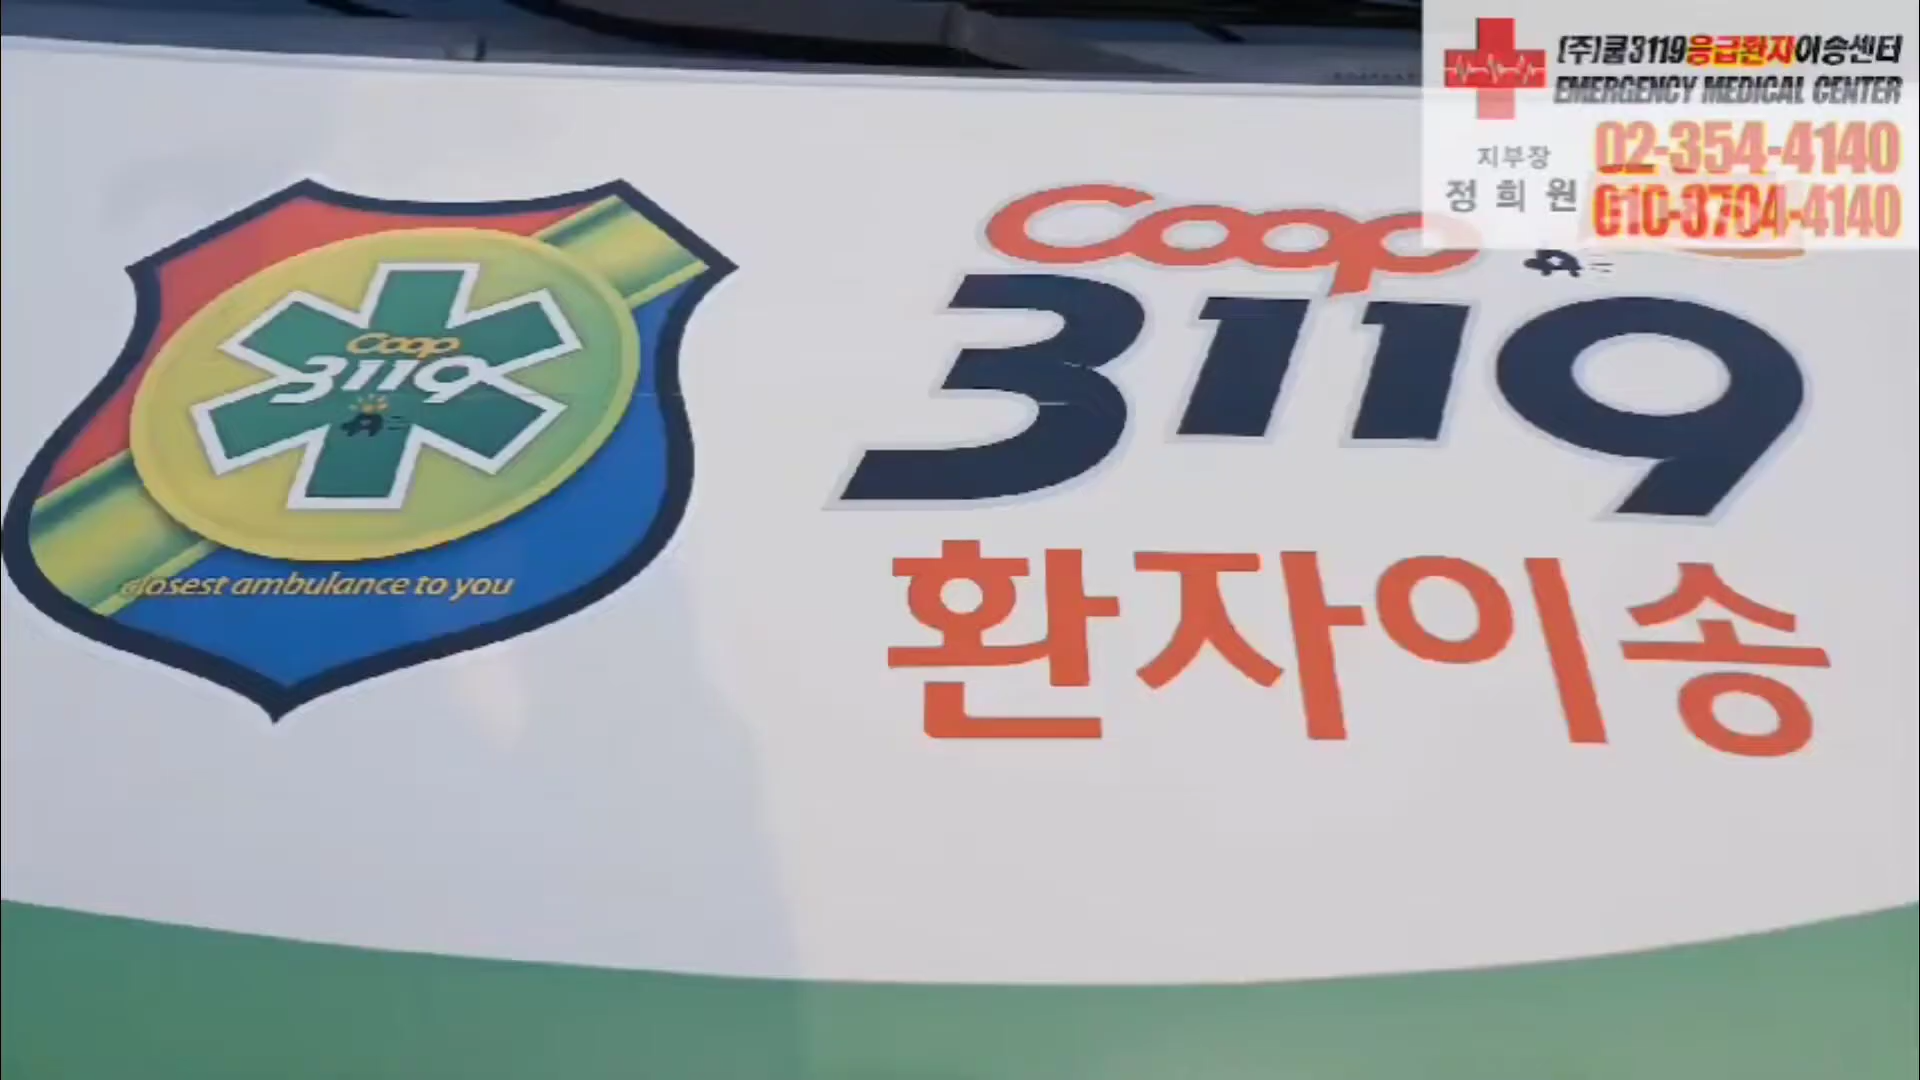 [주]쿱3119응급환자이송센터
EMERGENCY MEDICAL CENTER
지부장
정희원
02-354-4140
010-3704-4140
Coop
3119
환자이송
Coop
3119
closest ambulance to you